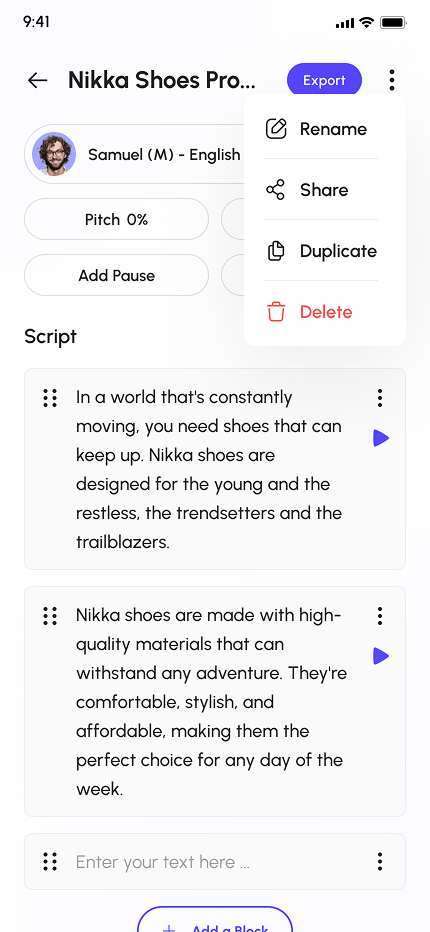 9:41
Nikka Shoes Pro...
Export
Rename
Share
Duplicate
Delete
Samuel (M) - English
Pitch 0%
Add Pause
Script
In a world that's constantly
moving, you need shoes that can
keep up. Nikka shoes are
designed for the young and the
restless, the trendsetters and the
trailblazers.
Nikka shoes are made with high-
quality materials that can
withstand any adventure. They're
comfortable, stylish, and
affordable, making them the
perfect choice for any day of the
week.
Enter your text here ...
Add a Block